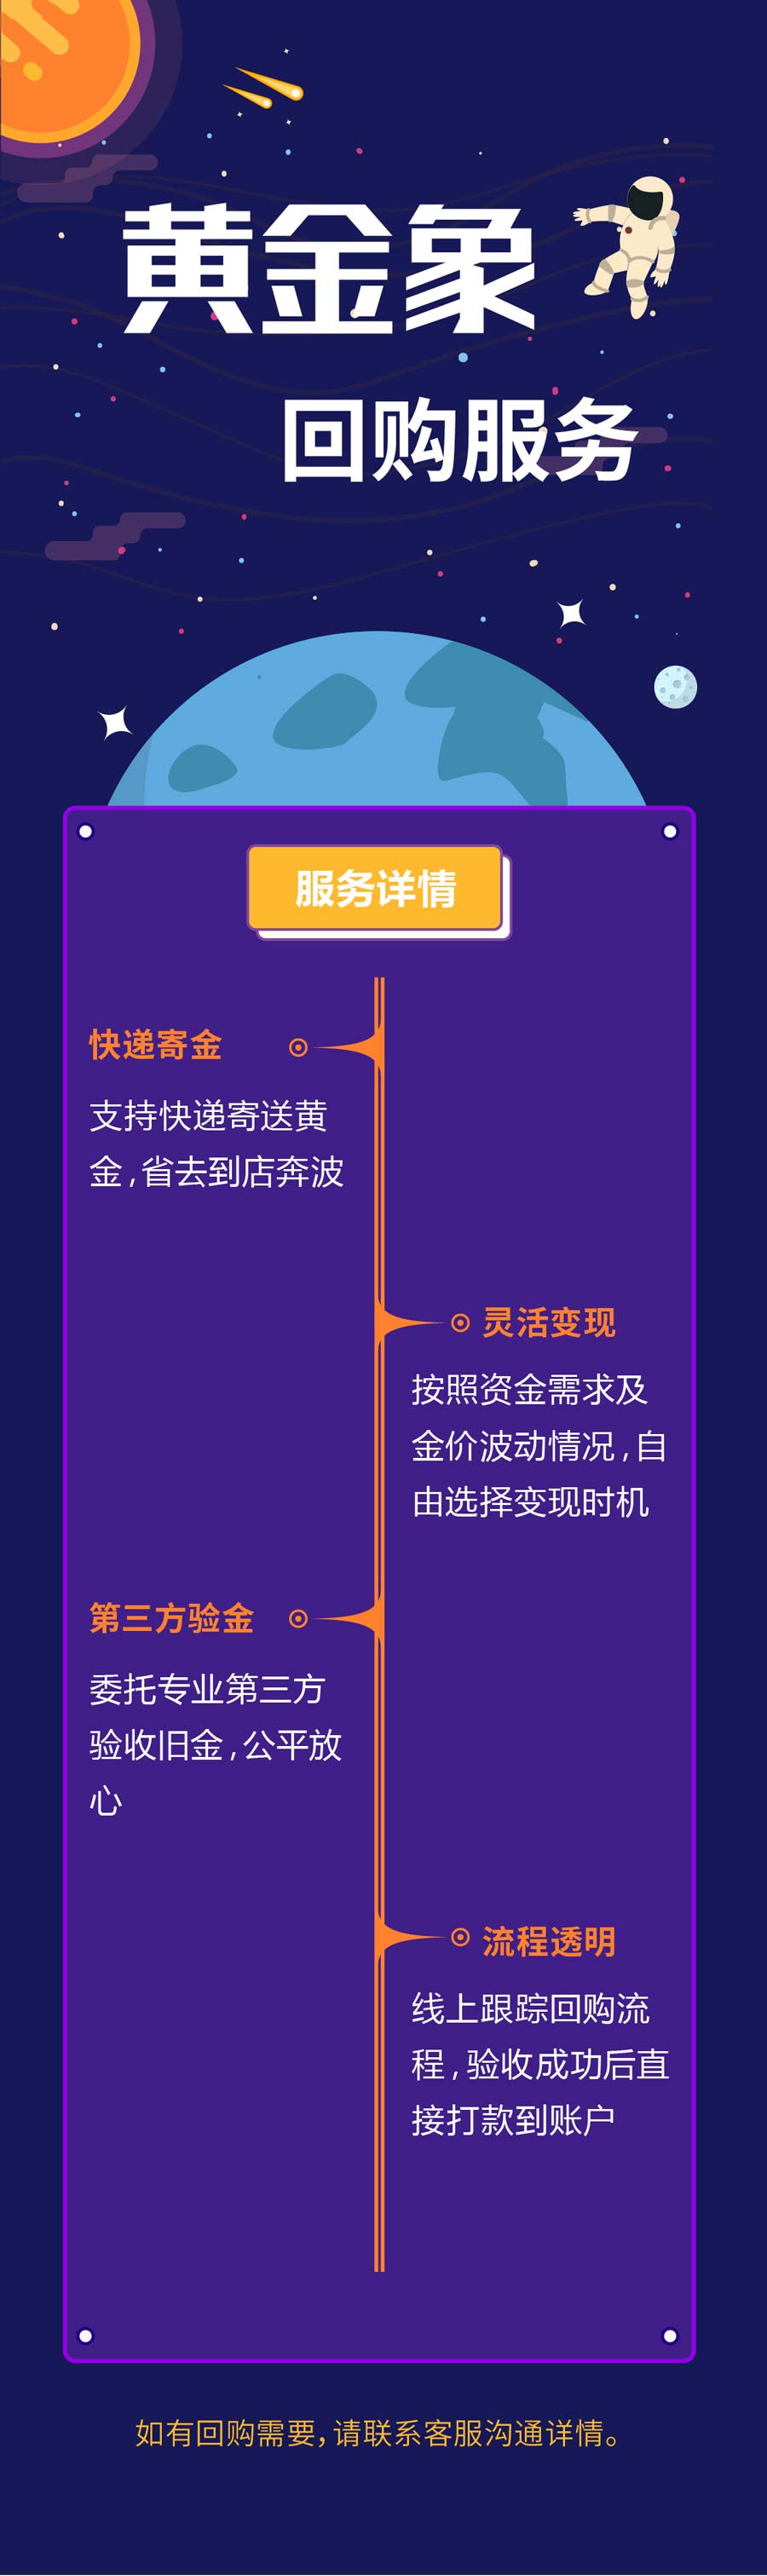 黄金象
回购服务
服务详情
快递寄金
支持快递寄送黄
金,省去到店奔波
灵活变现
按照资金需求及
金价波动情况,自
由选择变现时机
第三方验金
委托专业第三方
验收旧金,公平放
心
流程透明
线上跟踪回购流
程,验收成功后直
接打款到账户
如有回购需要，请联系客服沟通详情。